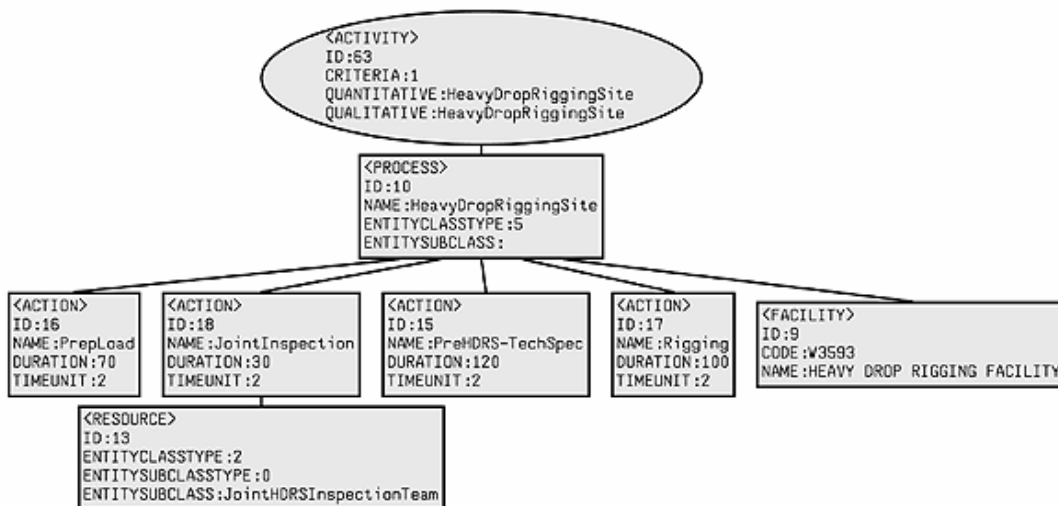 <ACTIVITY>
ID:63
CRITERIA:1
QUANTITATIVE:HeavyDropRiggingSite
QUALITATIVE:HeavyDropRiggingSite
<PROCESS>
ID:10
NAME:HeavyDropRiggingSite
ENTITYCLASSTYPE:5
ENTITYSUBCLASS:
<ACTION>
ID:16
NAME:PrepLoad
DURATION:70
TIMEUNIT:2
<ACTION>
ID:18
NAME:JointInspection
DURATION:30
TIMEUNIT:2
<ACTION>
ID:15
NAME:PreHDRS-TechSpec
DURATION:120
TIMEUNIT:2
<ACTION>
ID:17
NAME:Rigging
DURATION:100
TIMEUNIT:2
<FACILITY>
ID:9
CODE:W3593
NAME:HEAVY DROP RIGGING FACILITY
<RESOURCE>
ID:13
ENTITYCLASSTYPE:2
ENTITYSUBCLASSTYPE:0
ENTITYSUBCLASS:JointHDRSInspectionTeam